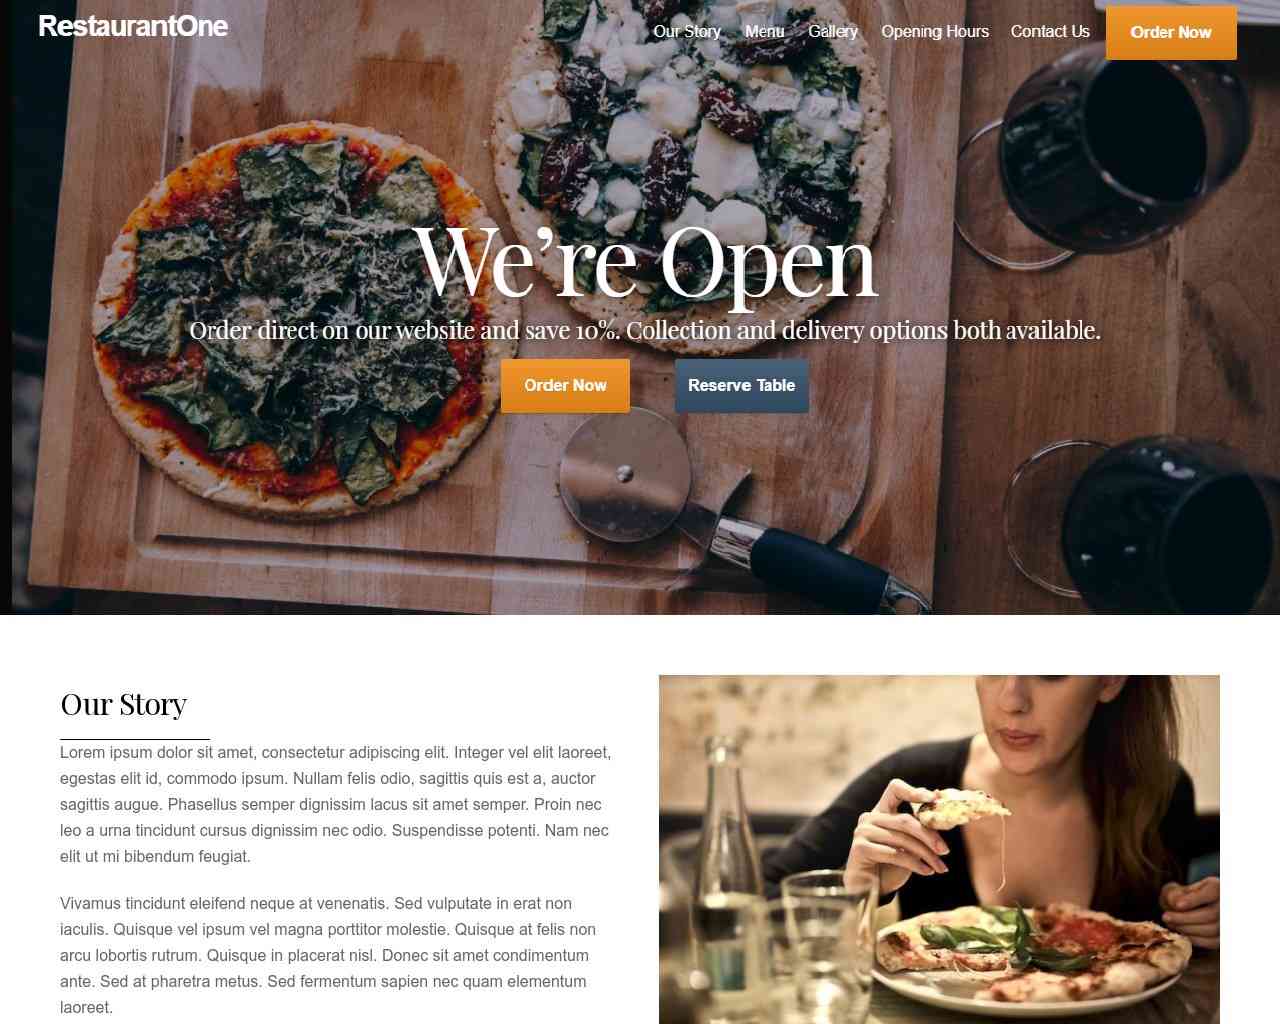 RestaurantOne
Our Story Menu Gallery Opening Hours Contact Us Order Now
We’re Open
Order direct on our website and save 10%. Collection and delivery options both available.
Order Now Reserve Table
Our Story
Lorem ipsum dolor sit amet, consectetur adipiscing elit. Integer vel elit laoreet,
egestas elit id, commodo ipsum. Nullam felis odio, sagittis quis est a, auctor
sagittis augue. Phasellus semper dignissim lacus sit amet semper. Proin nec
leo a urna tincidunt cursus dignissim nec odio. Suspendisse potenti. Nam nec
elit ut mi bibendum feugiat.
Vivamus tincidunt eleifend neque at venenatis. Sed vulputate in erat non
iaculis. Quisque vel ipsum vel magna porttitor molestie. Quisque at felis non
arcu lobortis rutrum. Quisque in placerat nisl. Donec sit amet condimentum
ante. Sed at pharetra metus. Sed fermentum sapien nec quam elementum
laoreet.